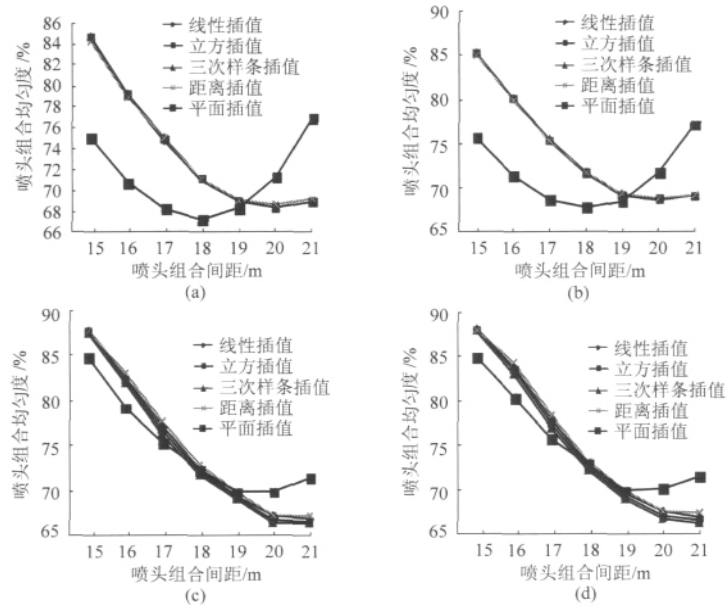 喷头组合均匀度/%
86
84
82
80
78
76
74
72
70
68
66
线性插值
立方插值
三次样条插值
距离插值
平面插值
15 16 17 18 19 20 21
喷头组合间距/m
(a)
喷头组合均匀度/%
90
85
80
75
70
65
线性插值
立方插值
三次样条插值
距离插值
平面插值
15 16 17 18 19 20 21
喷头组合间距/m
(b)
喷头组合均匀度/%
90
85
80
75
70
65
线性插值
立方插值
三次样条插值
距离插值
平面插值
15 16 17 18 19 20 21
喷头组合间距/m
(c)
喷头组合均匀度/%
90
85
80
75
70
65
线性插值
立方插值
三次样条插值
距离插值
平面插值
15 16 17 18 19 20 21
喷头组合间距/m
(d)